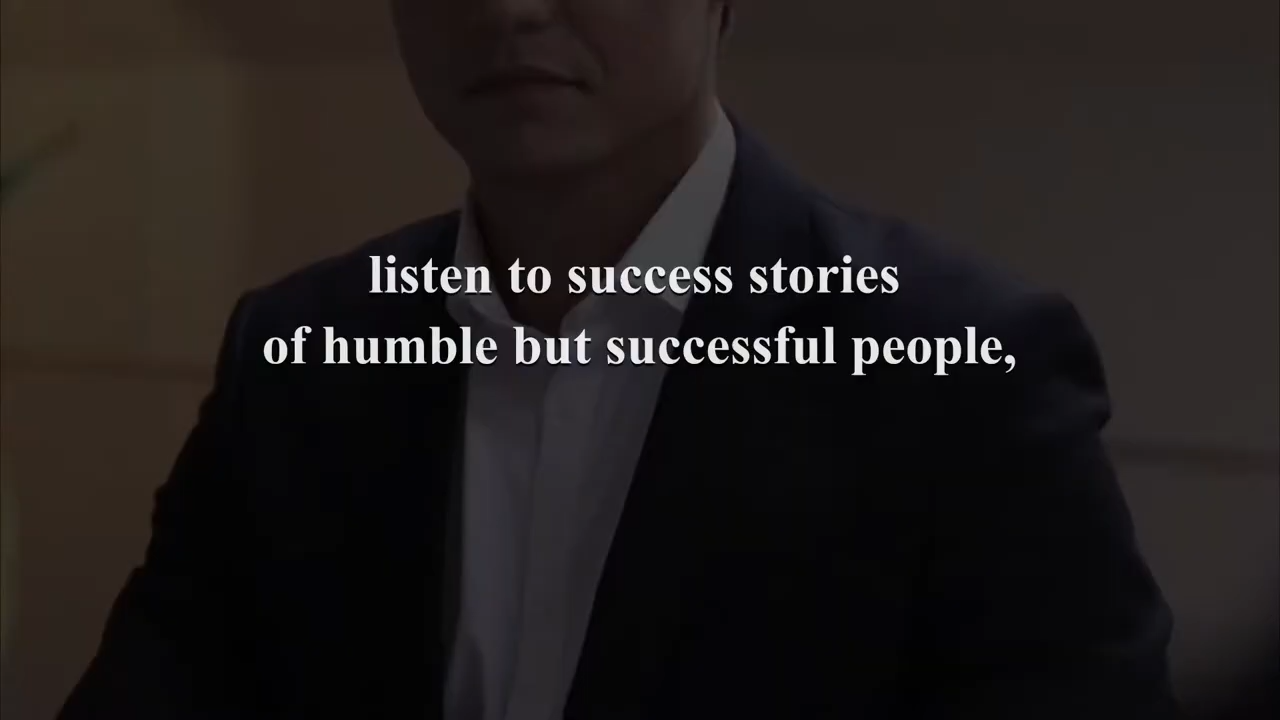 listen to success stories
of humble but successful people,